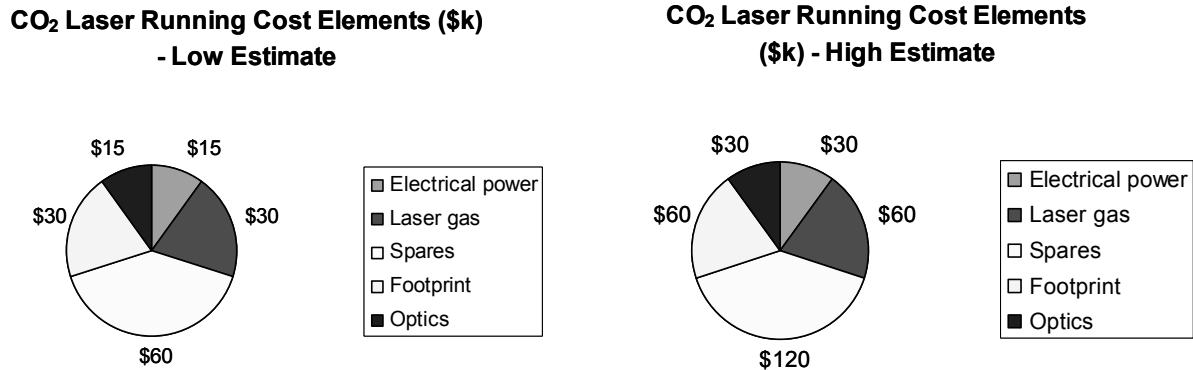 CO₂ Laser Running Cost Elements ($k)
- Low Estimate
$15
$15
$30
$30
$60
Electrical power
Laser gas
Spares
Footprint
Optics
CO₂ Laser Running Cost Elements
($k) - High Estimate
$30
$30
$60
$60
$120
Electrical power
Laser gas
Spares
Footprint
Optics